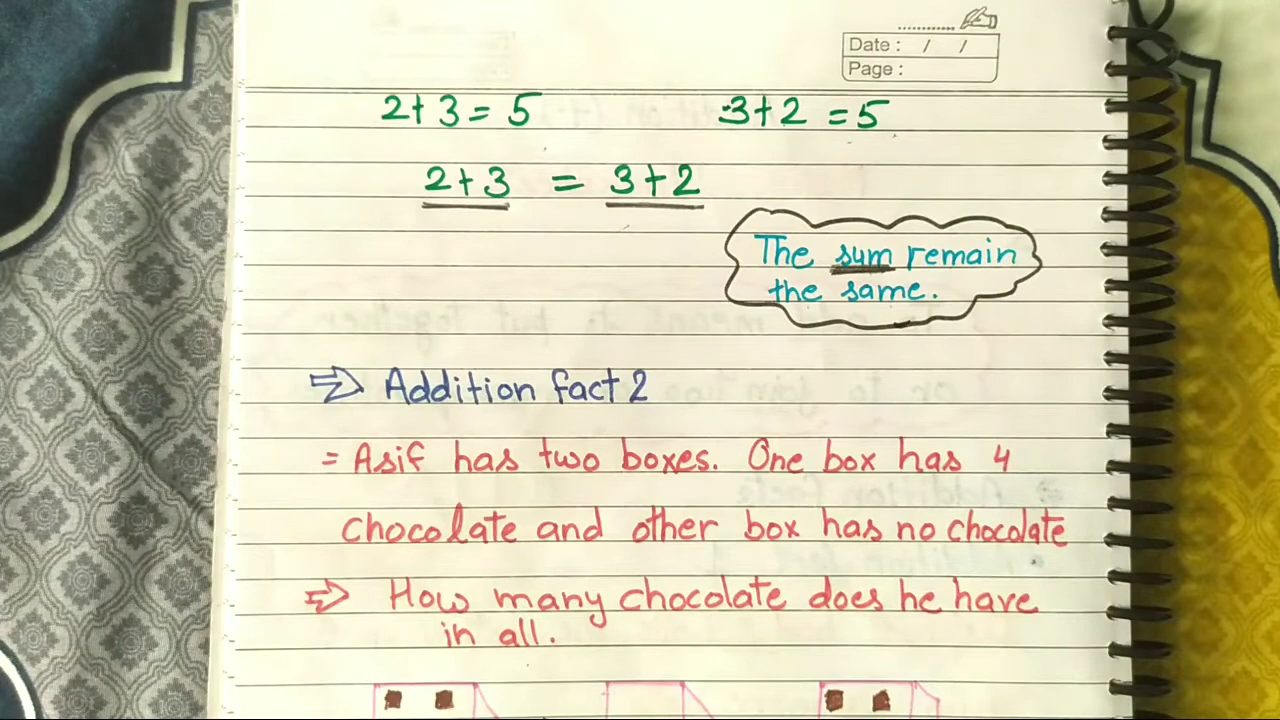 Date : / /
Page :
2+3=5 3+2=5
2+3 = 3+2
The sum remain
the same.
⇒ Addition fact 2
= Asif has two boxes. One box has 4
chocolate and other box has no chocolate
⇒ How many chocolate does he have
in all.